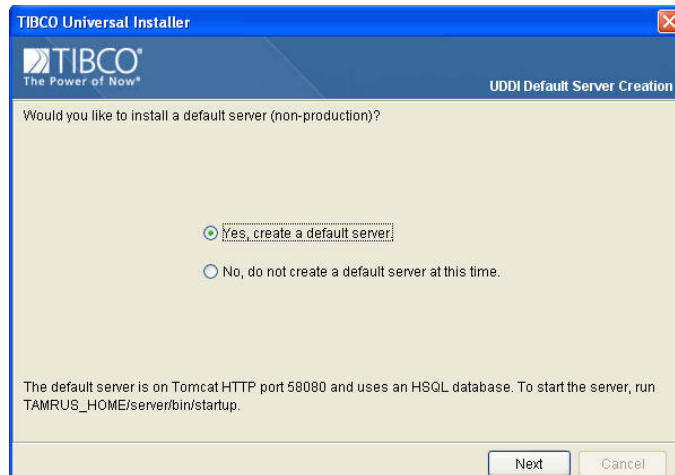 TIBCO Universal Installer
TIBCO®
The Power of Now®
UDDI Default Server Creation
Would you like to install a default server (non-production)?
Yes, create a default server.
No, do not create a default server at this time.
The default server is on Tomcat HTTP port 58080 and uses an HSQL database. To start the server, run
TAMRUS_HOME/server/bin/startup.
Next
Cancel